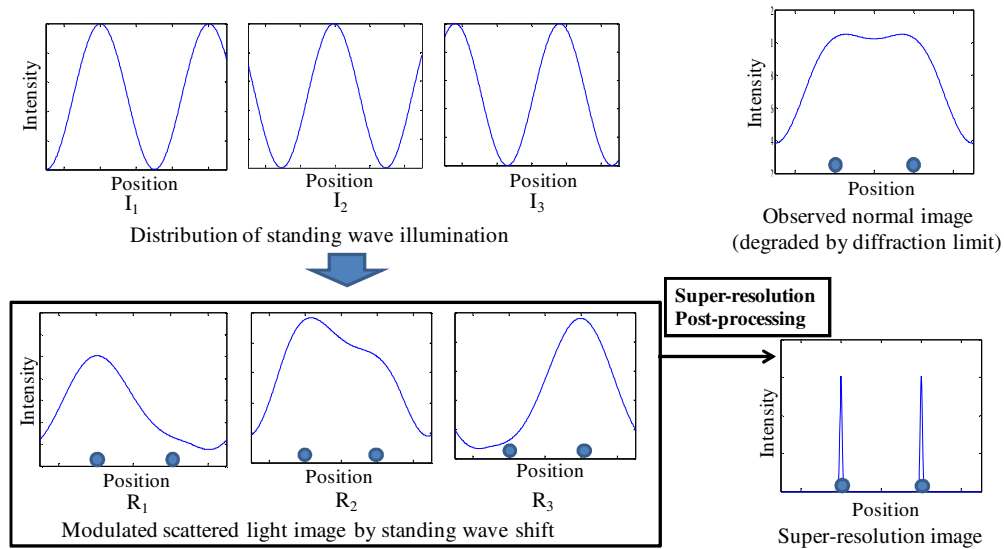 Intensity
Position
I₁
Position
I₂
Position
I₃
Distribution of standing wave illumination
Intensity
Position
Observed normal image
(degraded by diffraction limit)
Intensity
Position
R₁
Position
R₂
Position
R₃
Modulated scattered light image by standing wave shift
Super-resolution
Post-processing
Intensity
Position
Super-resolution image